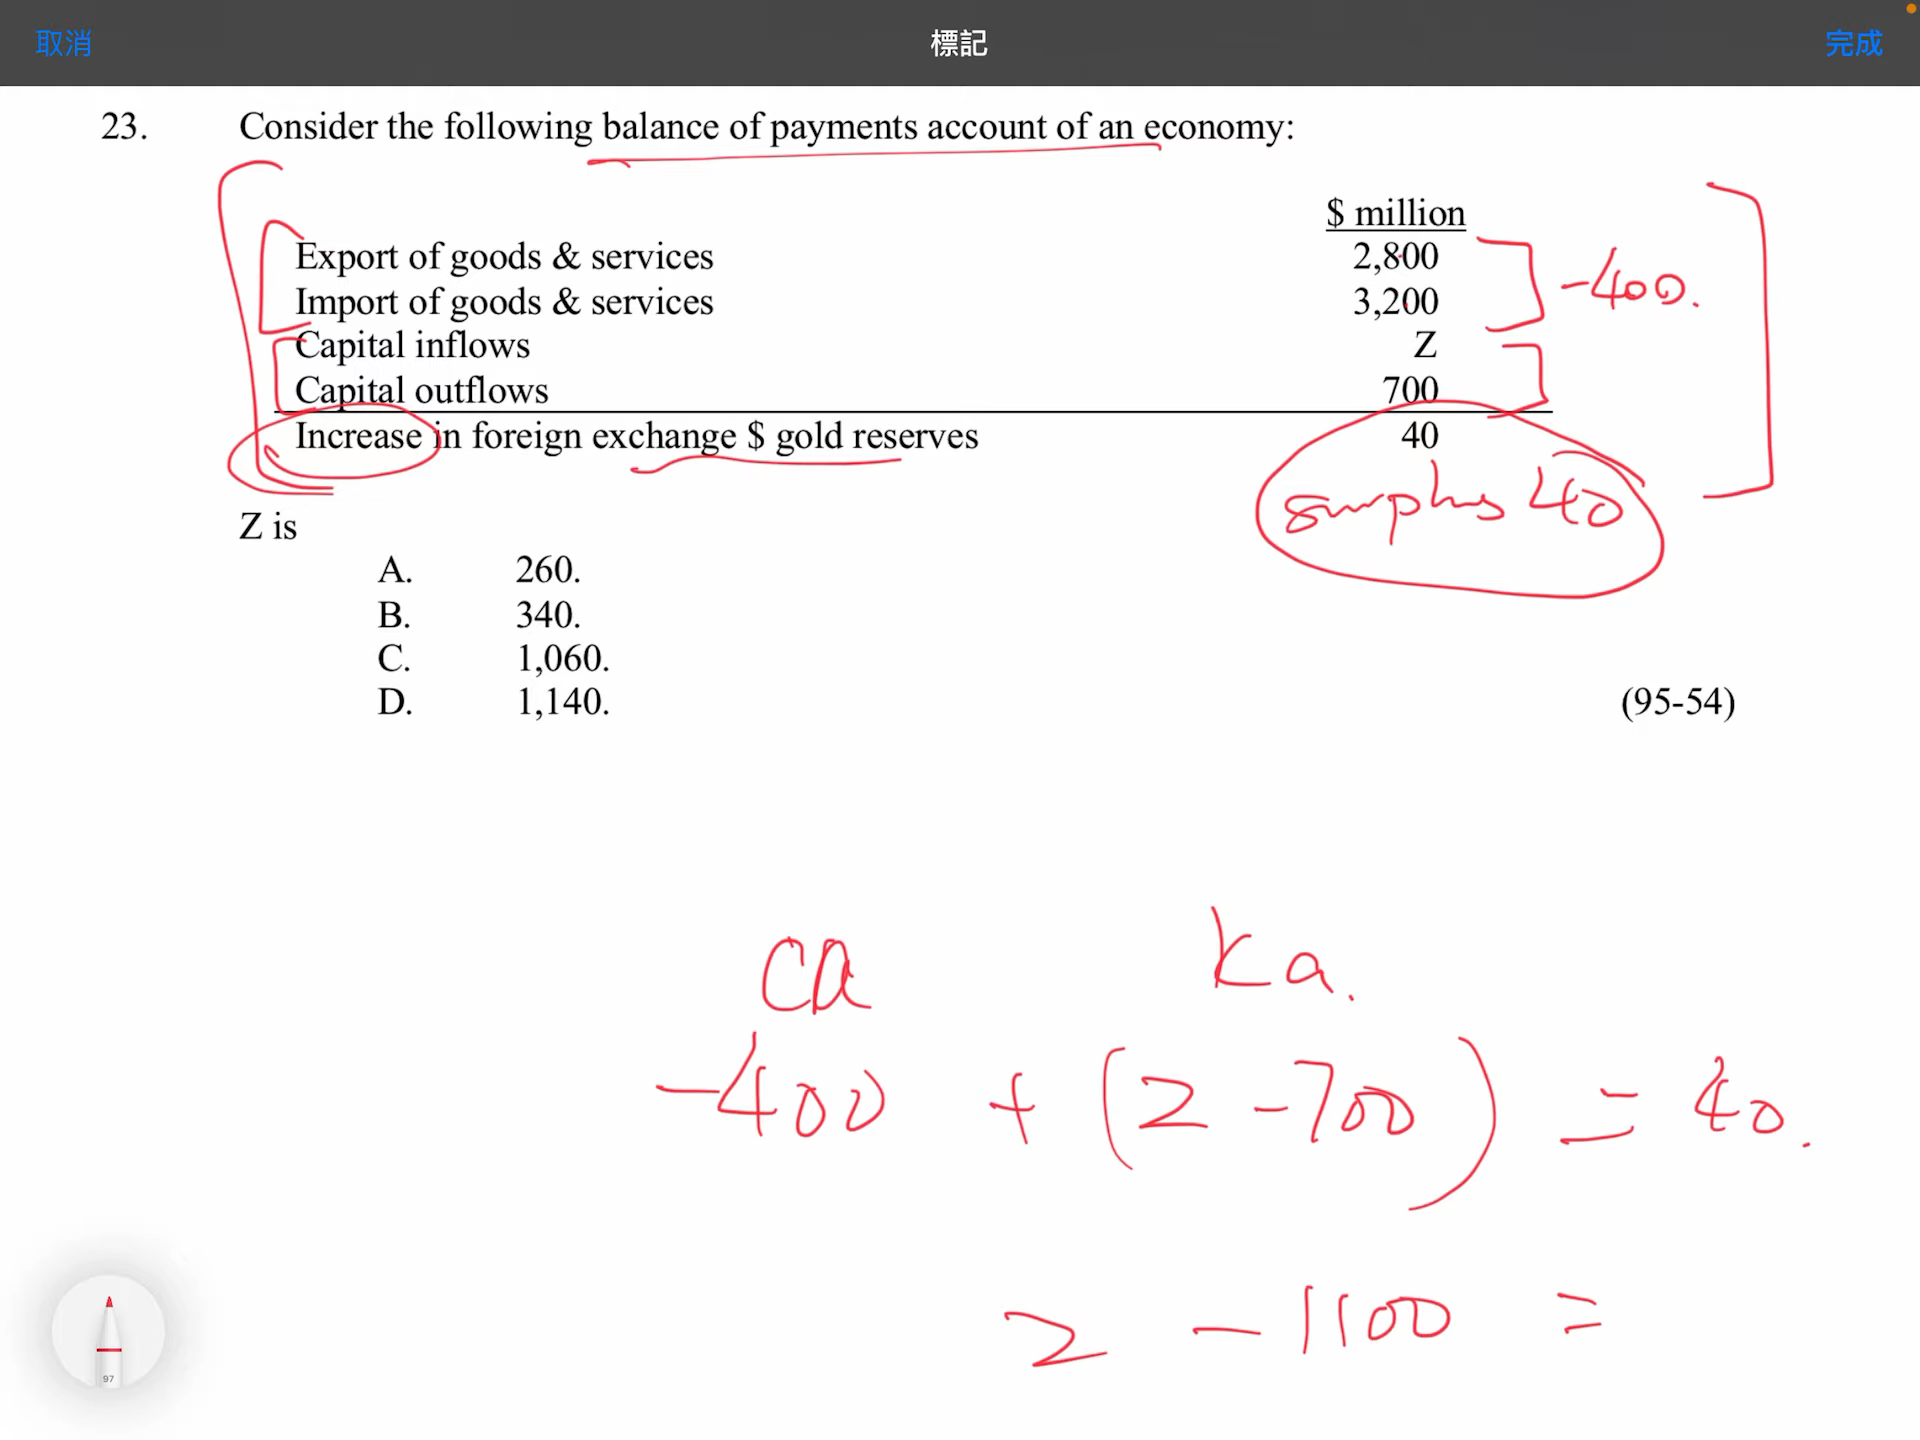 取消 標記 完成
23. Consider the following balance of payments account of an economy:
$ million
Export of goods & services 2,800
Import of goods & services 3,200
-400.
Capital inflows Z
Capital outflows 700
Increase in foreign exchange $ gold reserves 40
surplus 40
Z is
A. 260.
B. 340.
C. 1,060.
D. 1,140.
(95-54)
ca ka.
-400 + (Z -700) = 40.
Z - 1100 =
97